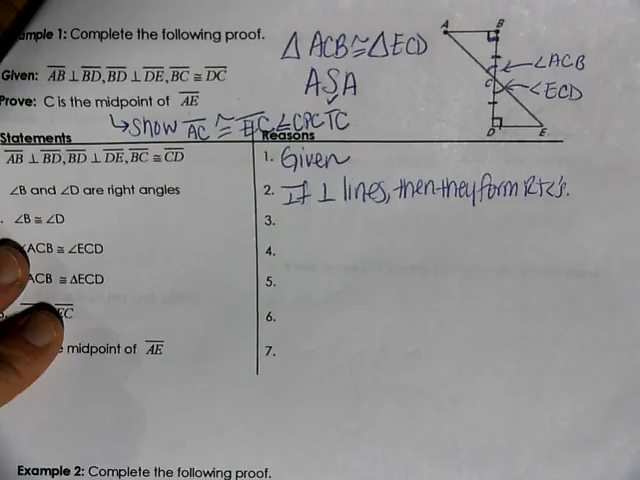 ample 1: Complete the following proof.
Given: AB ⊥ BD, BD ⊥ DE, BC ≅ DC
Prove: C is the midpoint of AE
△ ACB ≅ △ ECD
ASA
↳ show AC ≅ EC ∠ CPCTC
A
B
C
D
E
∠ACB
∠ECD
Statements
Reasons
AB ⊥ BD, BD ⊥ DE, BC ≅ CD
1. Given
∠B and ∠D are right angles
2. If ⊥ lines, then they form Rt ∠'s.
. ∠B ≅ ∠D
3.
ACB ≅ ∠ECD
4.
ACB ≅ ΔECD
5.
EC
6.
midpoint of AE
7.
Example 2: Complete the following proof.